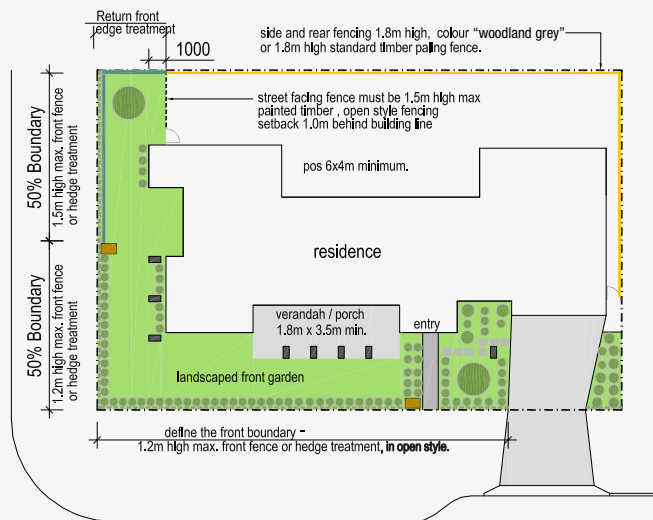 Return front
edge treatment
1000
side and rear fencing 1.8m high, colour “woodland grey”
or 1.8m high standard timber paling fence.
street facing fence must be 1.5m high max
painted timber , open style fencing
setback 1.0m behind building line
50% Boundary
1.5m high max. front fence
or hedge treatment
pos 6x4m minimum.
residence
50% Boundary
1.2m high max. front fence
or hedge treatment
verandah / porch
1.8m x 3.5m min.
entry
landscaped front garden
define the front boundary -
1.2m high max. front fence or hedge treatment, in open style.